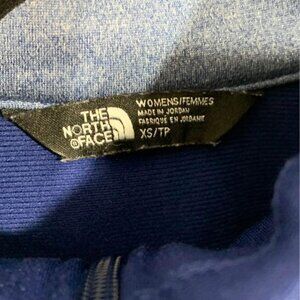 THE
NORTH
FACE
WOMENS/FEMMES
MADE IN JORDAN
FABRIQUÉ EN JORDANIE
XS/TP